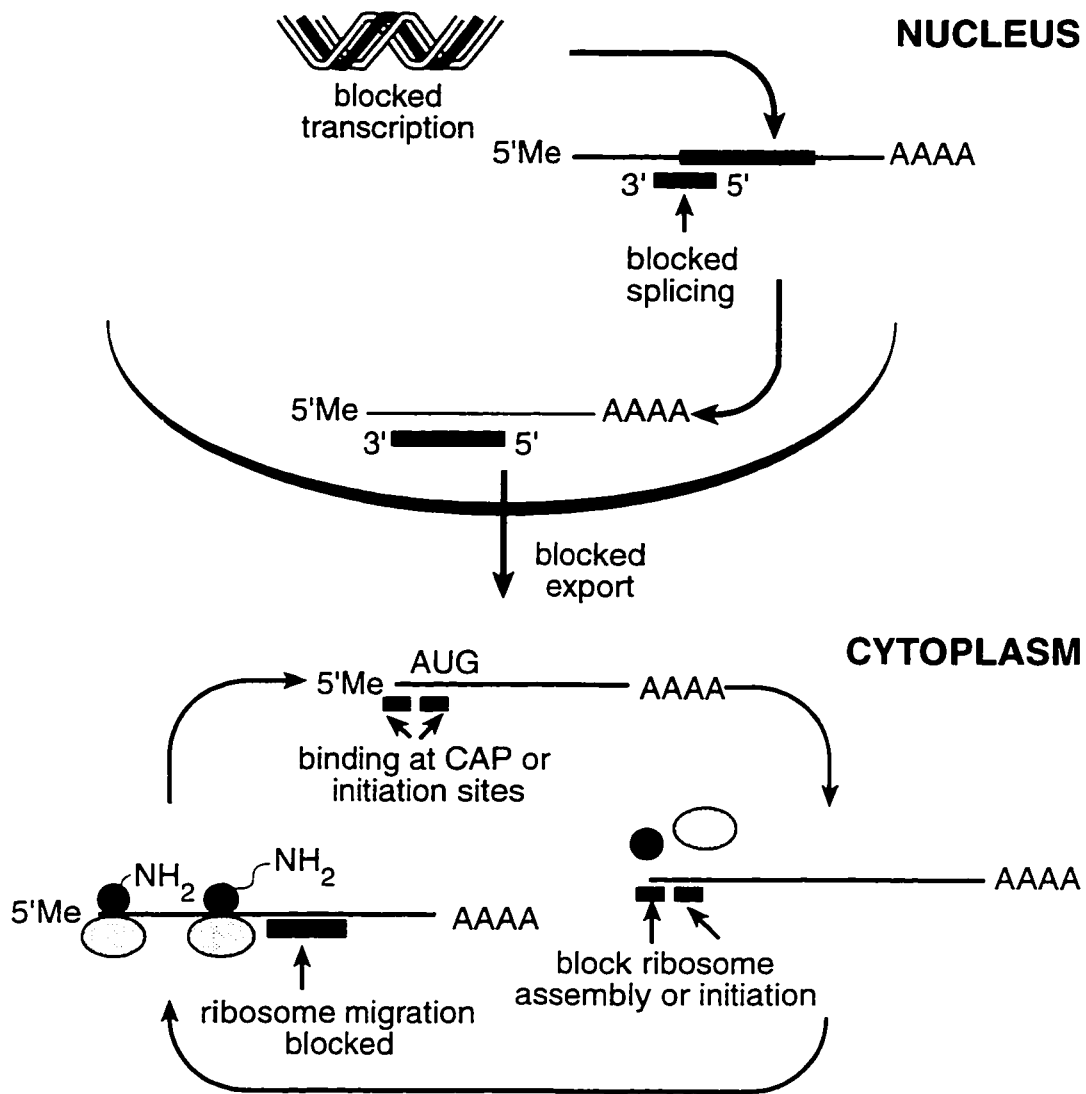 NUCLEUS
blocked
transcription
5'Me AAAA
3' 5'
blocked
splicing
5'Me AAAA
3' 5'
blocked
export
CYTOPLASM
AUG
5'Me AAAA
binding at CAP or
initiation sites
NH2 NH2
5'Me AAAA
ribosome migration
blocked
AAAA
block ribosome
assembly or initiation